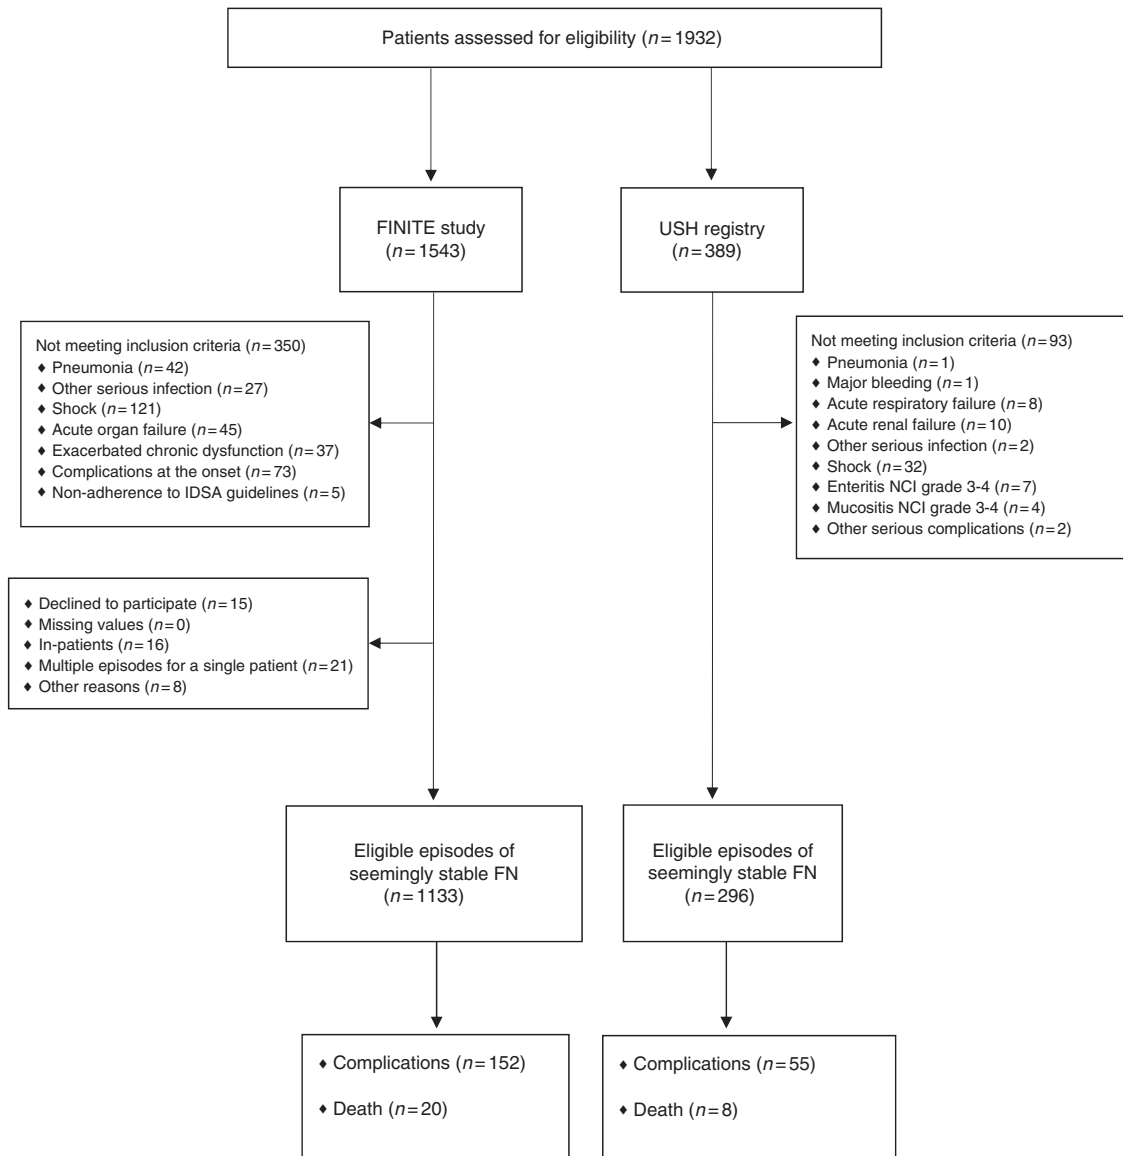 Patients assessed for eligibility (n=1932)
FINITE study
(n=1543)
USH registry
(n=389)
Not meeting inclusion criteria (n=350)
♦ Pneumonia (n=42)
♦ Other serious infection (n=27)
♦ Shock (n=121)
♦ Acute organ failure (n=45)
♦ Exacerbated chronic dysfunction (n=37)
♦ Complications at the onset (n=73)
♦ Non-adherence to IDSA guidelines (n=5)
Not meeting inclusion criteria (n=93)
♦ Pneumonia (n=1)
♦ Major bleeding (n=1)
♦ Acute respiratory failure (n=8)
♦ Acute renal failure (n=10)
♦ Other serious infection (n=2)
♦ Shock (n=32)
♦ Enteritis NCI grade 3-4 (n=7)
♦ Mucositis NCI grade 3-4 (n=4)
♦ Other serious complications (n=2)
♦ Declined to participate (n=15)
♦ Missing values (n=0)
♦ In-patients (n=16)
♦ Multiple episodes for a single patient (n=21)
♦ Other reasons (n=8)
Eligible episodes of
seemingly stable FN
(n=1133)
Eligible episodes of
seemingly stable FN
(n=296)
♦ Complications (n=152)
♦ Death (n=20)
♦ Complications (n=55)
♦ Death (n=8)